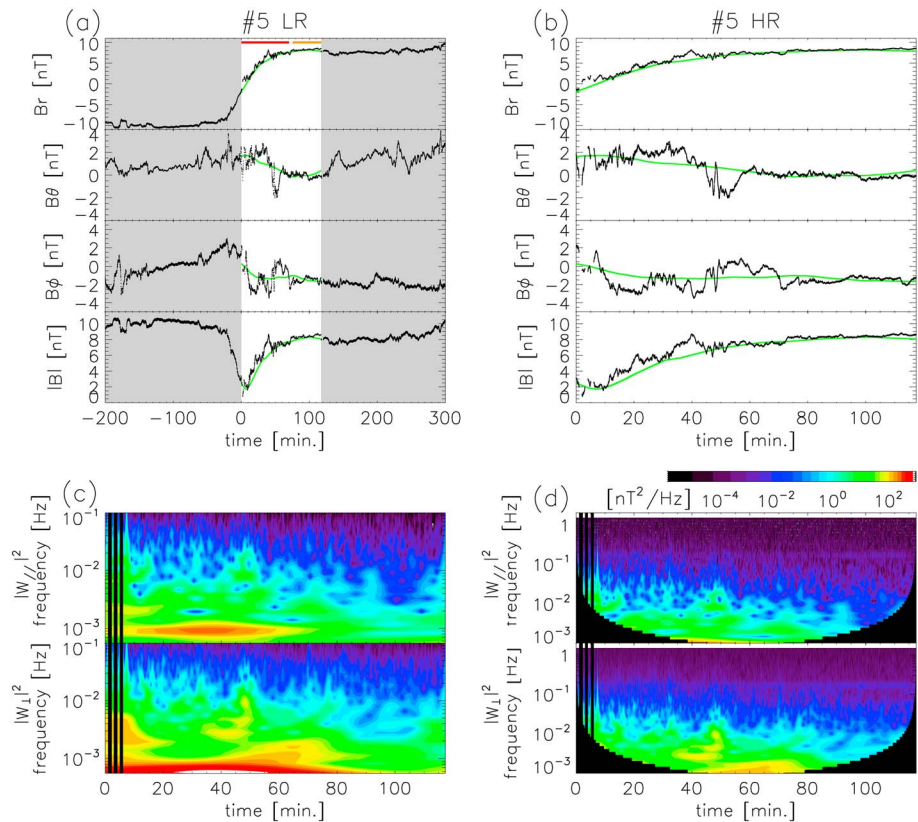 (a) #5 LR
10
5
0
−5
−10
Br [nT]
4
2
0
−2
−4
Bθ [nT]
4
2
0
−2
−4
Bϕ [nT]
10
8
6
4
2
0
|B| [nT]
−200 −100 0 100 200 300
time [min.]
(b) #5 HR
10
5
0
−5
−10
Br [nT]
4
2
0
−2
−4
Bθ [nT]
4
2
0
−2
−4
Bϕ [nT]
10
8
6
4
2
0
|B| [nT]
0 20 40 60 80 100
time [min.]
(c)
10⁻¹
10⁻²
10⁻³
|W//|²
frequency [Hz]
10⁻¹
10⁻²
10⁻³
|W⊥|²
frequency [Hz]
0 20 40 60 80 100
time [min.]
(d)
[nT²/Hz] 10⁻⁴ 10⁻² 10⁰ 10²
1
10⁻¹
10⁻²
10⁻³
|W//|²
frequency [Hz]
1
10⁻¹
10⁻²
10⁻³
|W⊥|²
frequency [Hz]
0 20 40 60 80 100
time [min.]